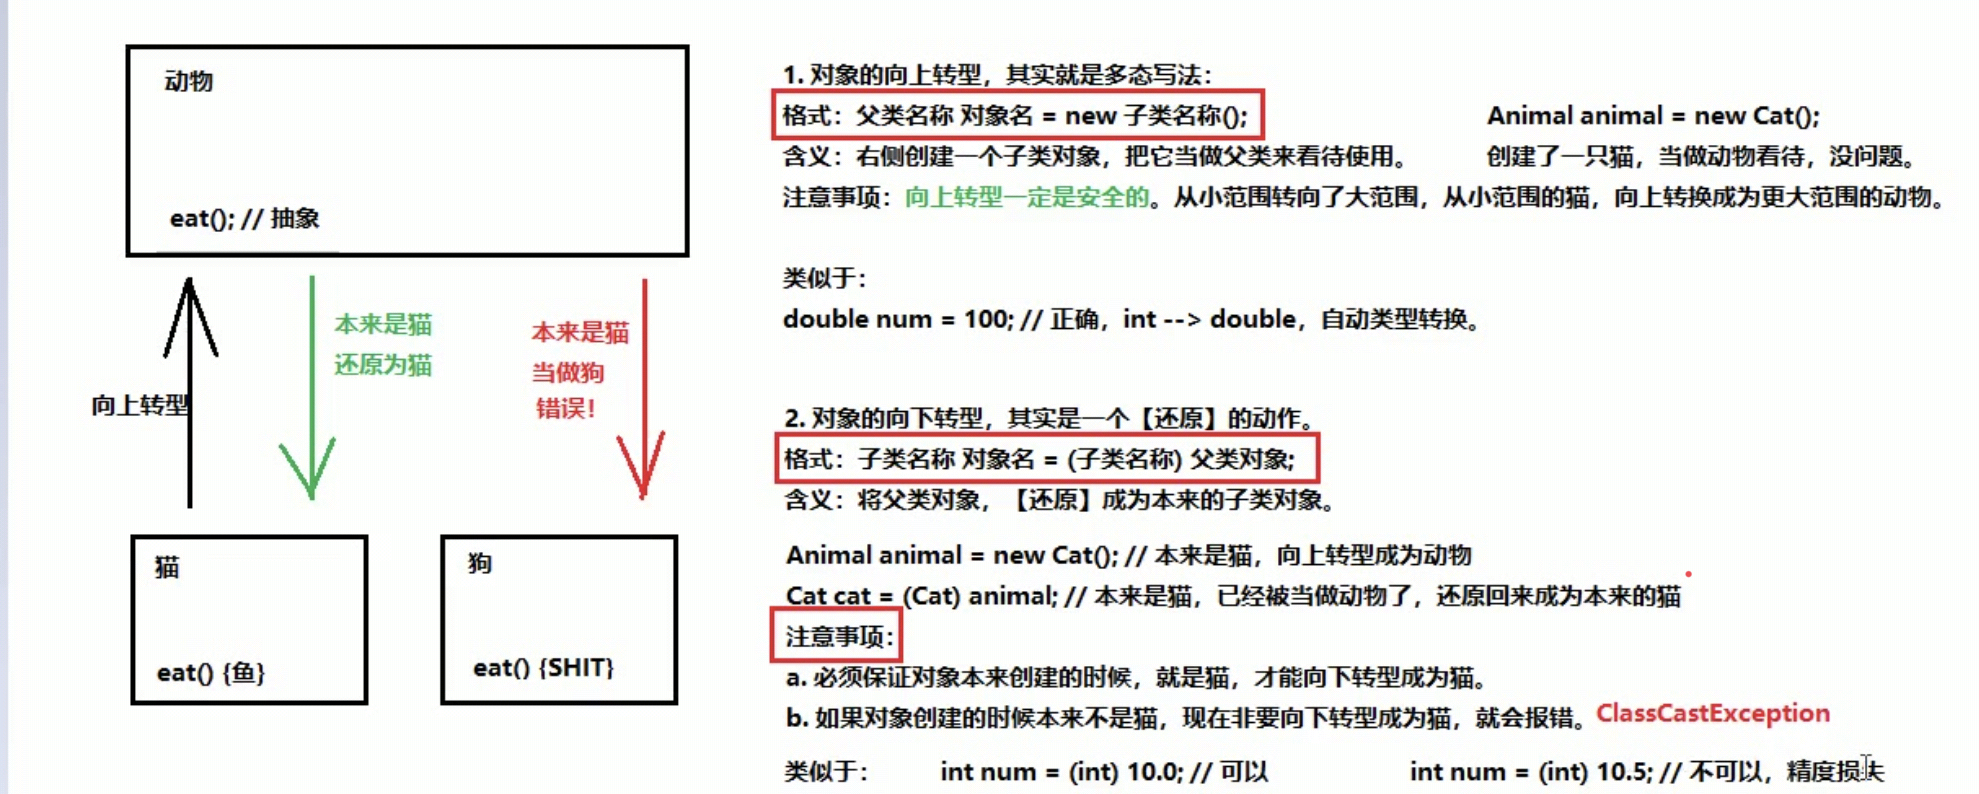 动物
eat(); // 抽象
向上转型
本来是猫
还原为猫
本来是猫
当做狗
错误！
猫
eat() {鱼}
狗
eat() {SHIT}
1. 对象的向上转型，其实就是多态写法：
格式：父类名称 对象名 = new 子类名称(); Animal animal = new Cat();
含义：右侧创建一个子类对象，把它当做父类来看待使用。 创建了一只猫，当做动物看待，没问题。
注意事项：向上转型一定是安全的。从小范围转向了大范围，从小范围的猫，向上转换成为更大范围的动物。
类似于：
double num = 100; // 正确，int --> double，自动类型转换。
2. 对象的向下转型，其实是一个【还原】的动作。
格式：子类名称 对象名 = (子类名称) 父类对象;
含义：将父类对象，【还原】成为本来的子类对象。
Animal animal = new Cat(); // 本来是猫，向上转型成为动物
Cat cat = (Cat) animal; // 本来是猫，已经被当做动物了，还原回来成为本来的猫
注意事项：
a. 必须保证对象本来创建的时候，就是猫，才能向下转型成为猫。
b. 如果对象创建的时候本来不是猫，现在非要向下转型成为猫，就会报错。 ClassCastException
类似于： int num = (int) 10.0; // 可以 int num = (int) 10.5; // 不可以，精度损失